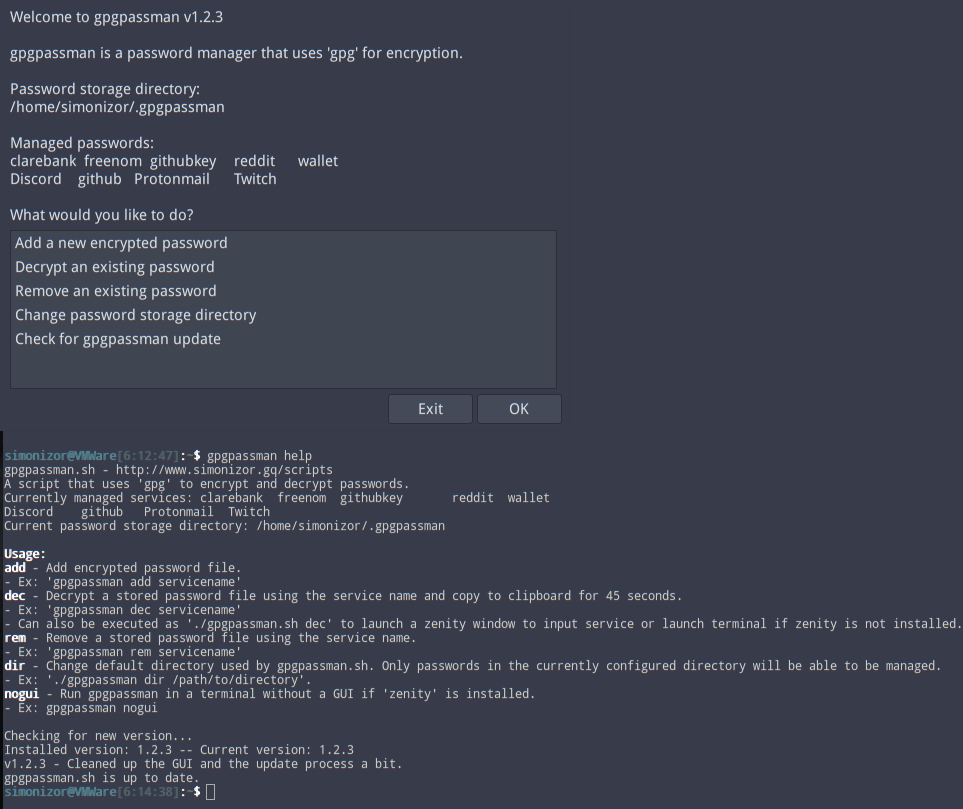 Welcome to gpgpassman v1.2.3
gpgpassman is a password manager that uses 'gpg' for encryption.
Password storage directory:
/home/simonizor/.gpgpassman
Managed passwords:
clarebank freenom githubkey reddit wallet
Discord github Protonmail Twitch
What would you like to do?
Add a new encrypted password
Decrypt an existing password
Remove an existing password
Change password storage directory
Check for gpgpassman update
Exit OK
simonizor@VMWare[6:12:47]:~$ gpgpassman help
gpgpassman.sh - http://www.simonizor.gq/scripts
A script that uses 'gpg' to encrypt and decrypt passwords.
Currently managed services: clarebank freenom githubkey reddit wallet
Discord github Protonmail Twitch
Current password storage directory: /home/simonizor/.gpgpassman
Usage:
add - Add encrypted password file.
- Ex: 'gpgpassman add servicename'
dec - Decrypt a stored password file using the service name and copy to clipboard for 45 seconds.
- Ex: 'gpgpassman dec servicename'
- Can also be executed as './gpgpassman.sh dec' to launch a zenity window to input service or launch terminal if zenity is not installed.
rem - Remove a stored password file using the service name.
- Ex: 'gpgpassman rem servicename'
dir - Change default directory used by gpgpassman.sh. Only passwords in the currently configured directory will be able to be managed.
- Ex: './gpgpassman dir /path/to/directory'.
nogui - Run gpgpassman in a terminal without a GUI if 'zenity' is installed.
- Ex: gpgpassman nogui
Checking for new version...
Installed version: 1.2.3 -- Current version: 1.2.3
v1.2.3 - Cleaned up the GUI and the update process a bit.
gpgpassman.sh is up to date.
simonizor@VMWare[6:14:38]:~$